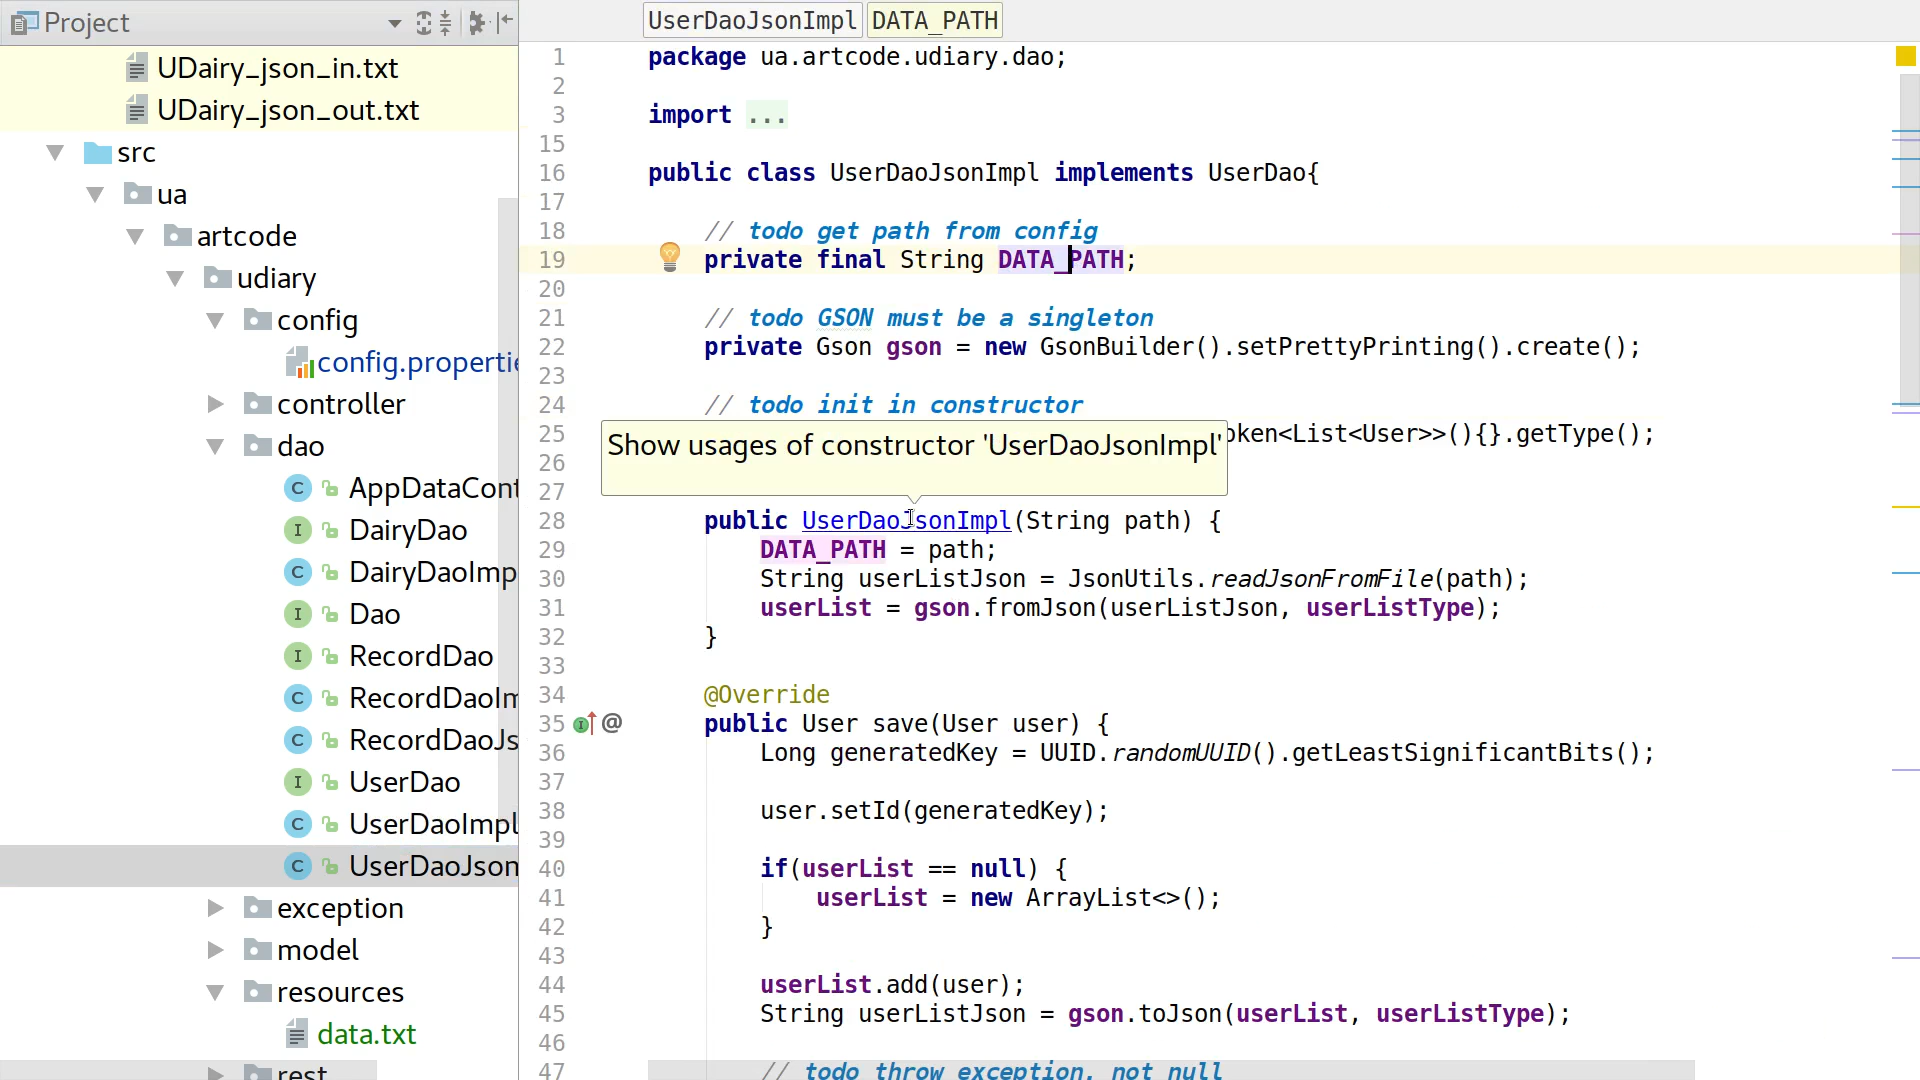 Project
UDairy_json_in.txt
UDairy_json_out.txt
src
ua
artcode
udiary
config
config.propertie
controller
dao
AppDataCont
DairyDao
DairyDaoImp
Dao
RecordDao
RecordDaoIm
RecordDaoJs
UserDao
UserDaoImpl
UserDaoJson
exception
model
resources
data.txt
rest
UserDaoJsonImpl DATA_PATH
1 package ua.artcode.udiary.dao;
2
3 import ...
15
16 public class UserDaoJsonImpl implements UserDao{
17
18 // todo get path from config
19 private final String DATA_PATH;
20
21 // todo GSON must be a singleton
22 private Gson gson = new GsonBuilder().setPrettyPrinting().create();
23
24 // todo init in constructor
25 oken<List<User>>(){}.getType();
Show usages of constructor 'UserDaoJsonImpl'
26
27
28 public UserDaoJsonImpl(String path) {
29 DATA_PATH = path;
30 String userListJson = JsonUtils.readJsonFromFile(path);
31 userList = gson.fromJson(userListJson, userListType);
32 }
33
34 @Override
35 @ public User save(User user) {
36 Long generatedKey = UUID.randomUUID().getLeastSignificantBits();
37
38 user.setId(generatedKey);
39
40 if(userList == null) {
41 userList = new ArrayList<>();
42 }
43
44 userList.add(user);
45 String userListJson = gson.toJson(userList, userListType);
46
47 // todo throw exception, not null